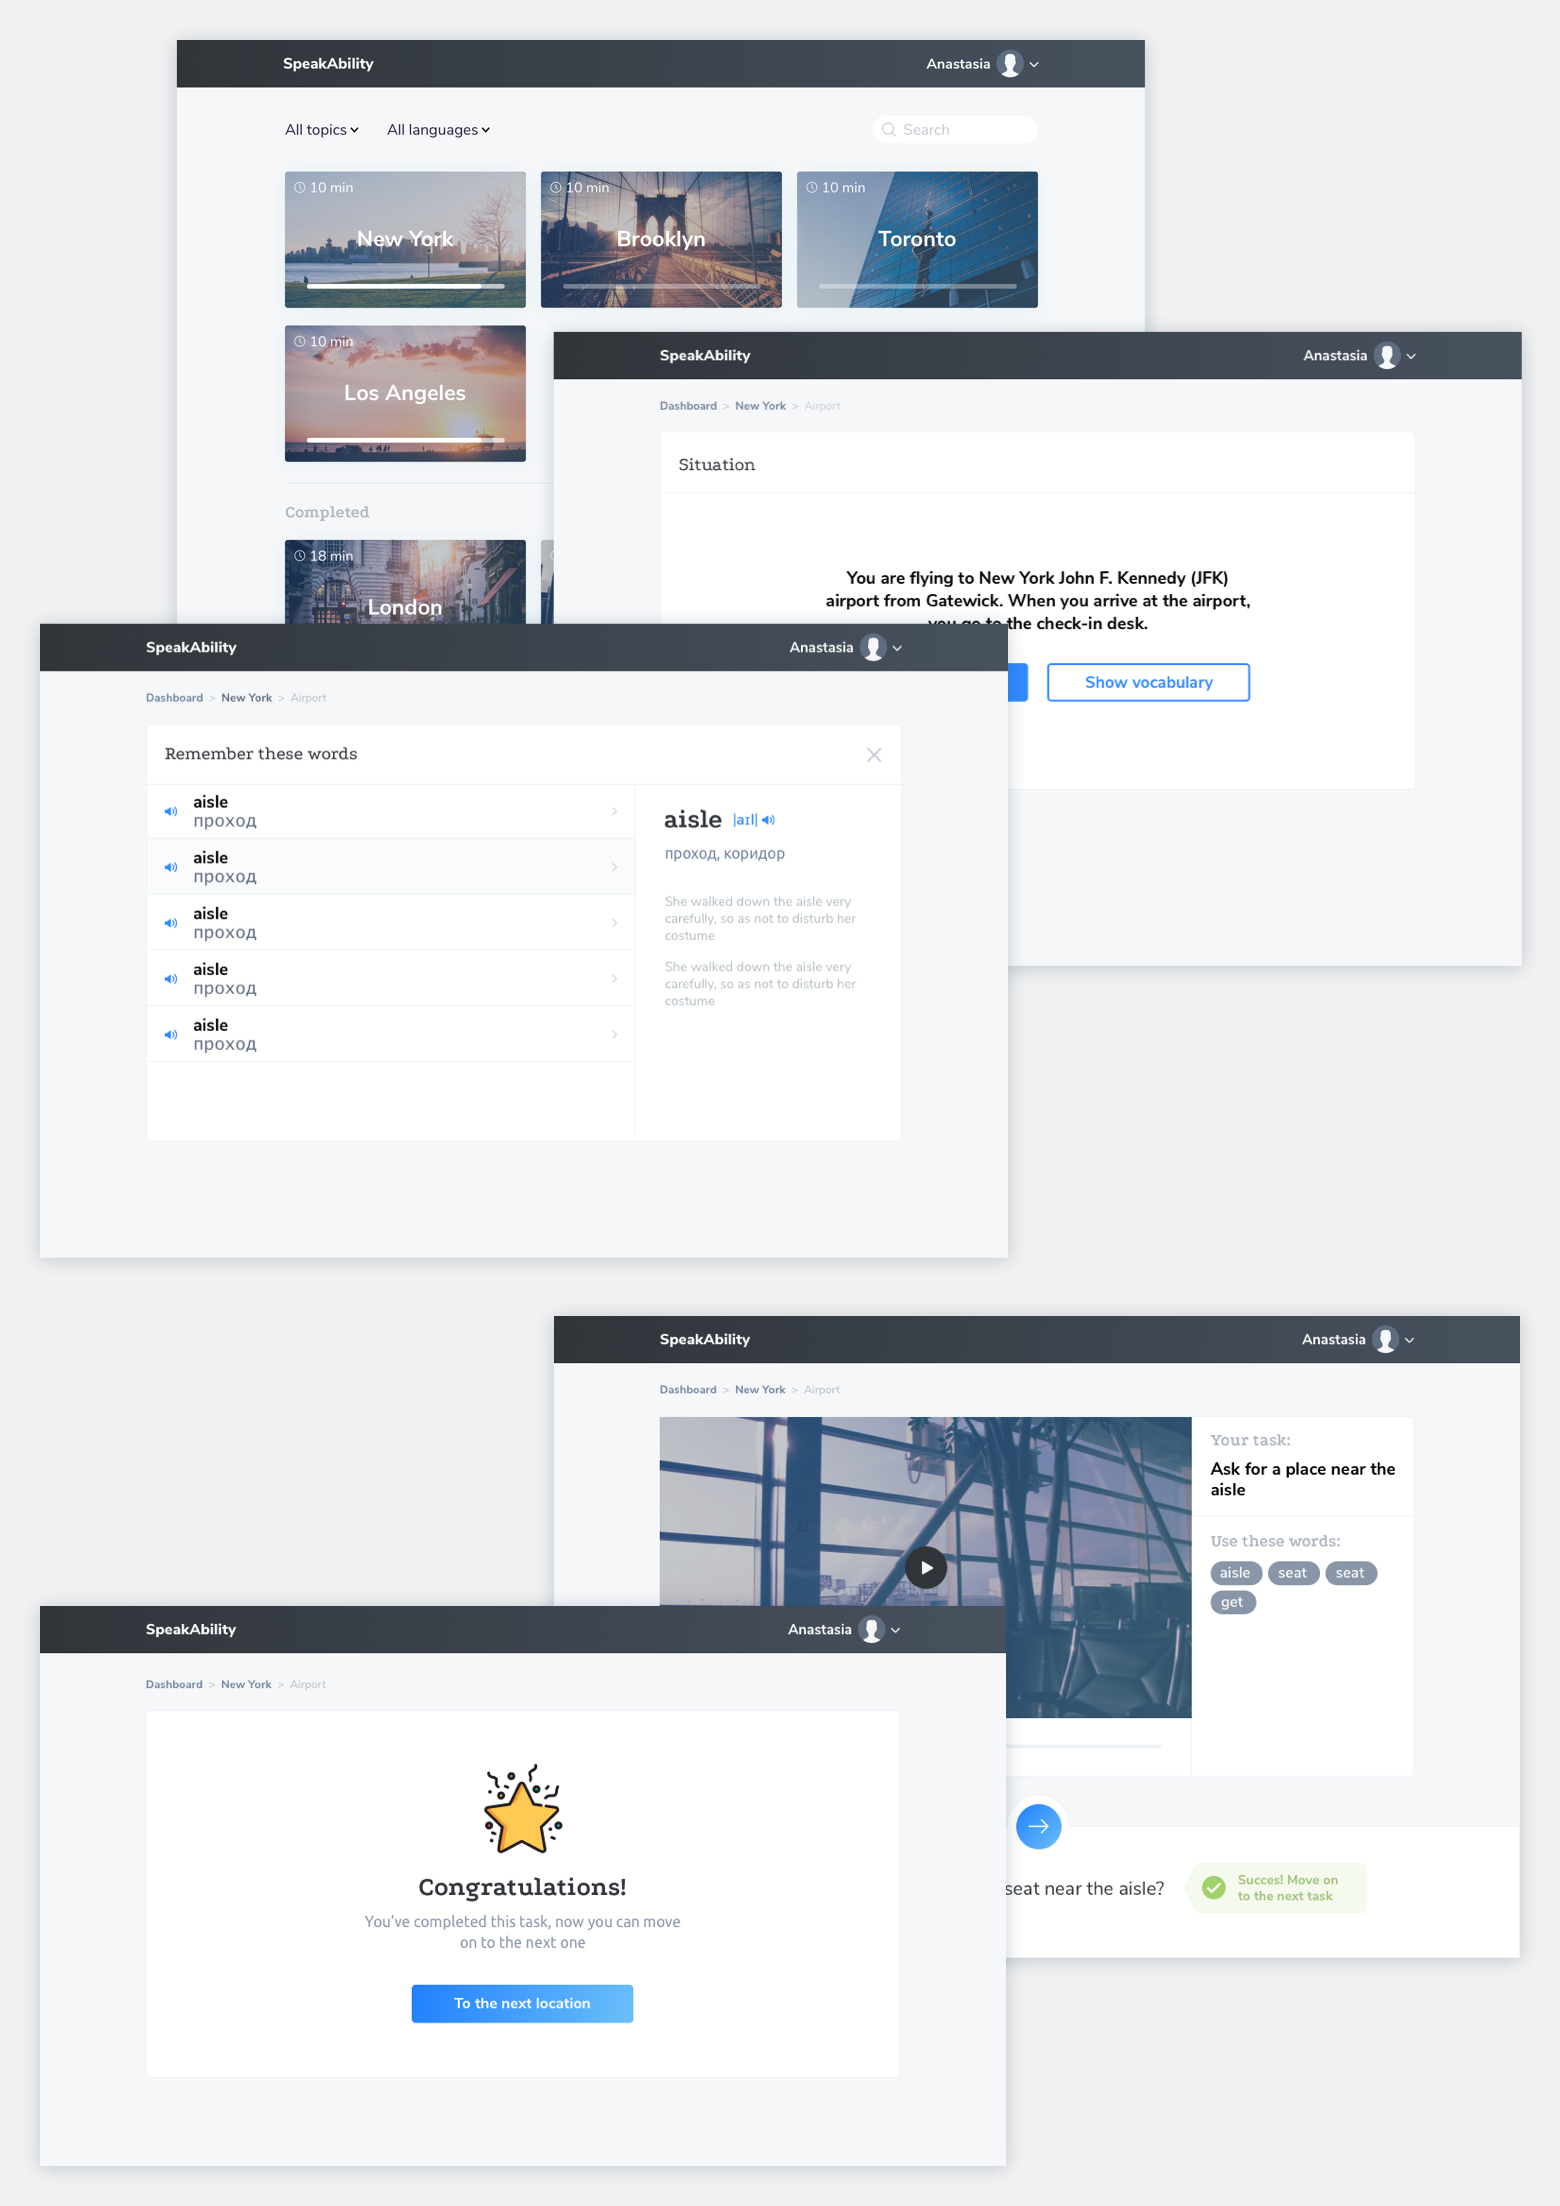 SpeakAbility
Anastasia
All topics
All languages
Search
10 min
New York
10 min
Brooklyn
10 min
Toronto
10 min
Los Angeles
Completed
18 min
London
SpeakAbility
Anastasia
Dashboard > New York > Airport
Situation
You are flying to New York John F. Kennedy (JFK)
airport from Gatewick. When you arrive at the airport,
you go to the check-in desk.
Show vocabulary
SpeakAbility
Anastasia
Dashboard > New York > Airport
Remember these words
aisle
проход
aisle
проход
aisle
проход
aisle
проход
aisle
проход
aisle |aɪl|
проход, коридор
She walked down the aisle very
carefully, so as not to disturb her
costume
She walked down the aisle very
carefully, so as not to disturb her
costume
SpeakAbility
Anastasia
Dashboard > New York > Airport
Your task:
Ask for a place near the
aisle
Use these words:
aisle seat seat
get
seat near the aisle?
Succes! Move on
to the next task
SpeakAbility
Anastasia
Dashboard > New York > Airport
Congratulations!
You've completed this task, now you can move
on to the next one
To the next location